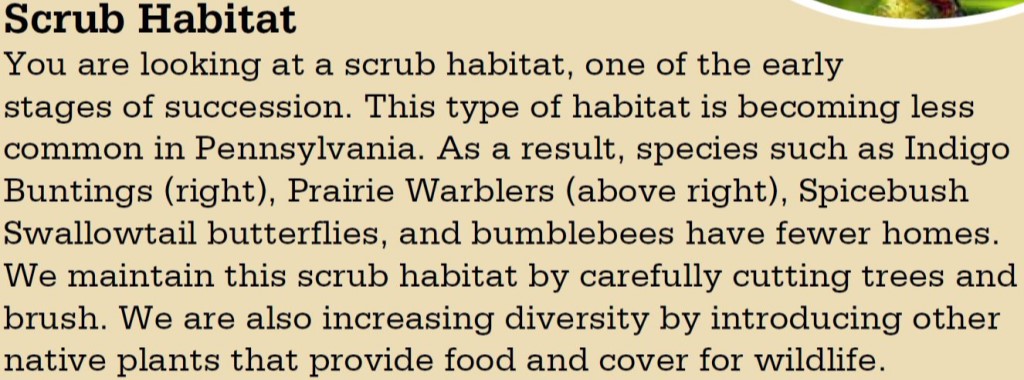 Scrub Habitat
You are looking at a scrub habitat, one of the early
stages of succession. This type of habitat is becoming less
common in Pennsylvania. As a result, species such as Indigo
Buntings (right), Prairie Warblers (above right), Spicebush
Swallowtail butterflies, and bumblebees have fewer homes.
We maintain this scrub habitat by carefully cutting trees and
brush. We are also increasing diversity by introducing other
native plants that provide food and cover for wildlife.